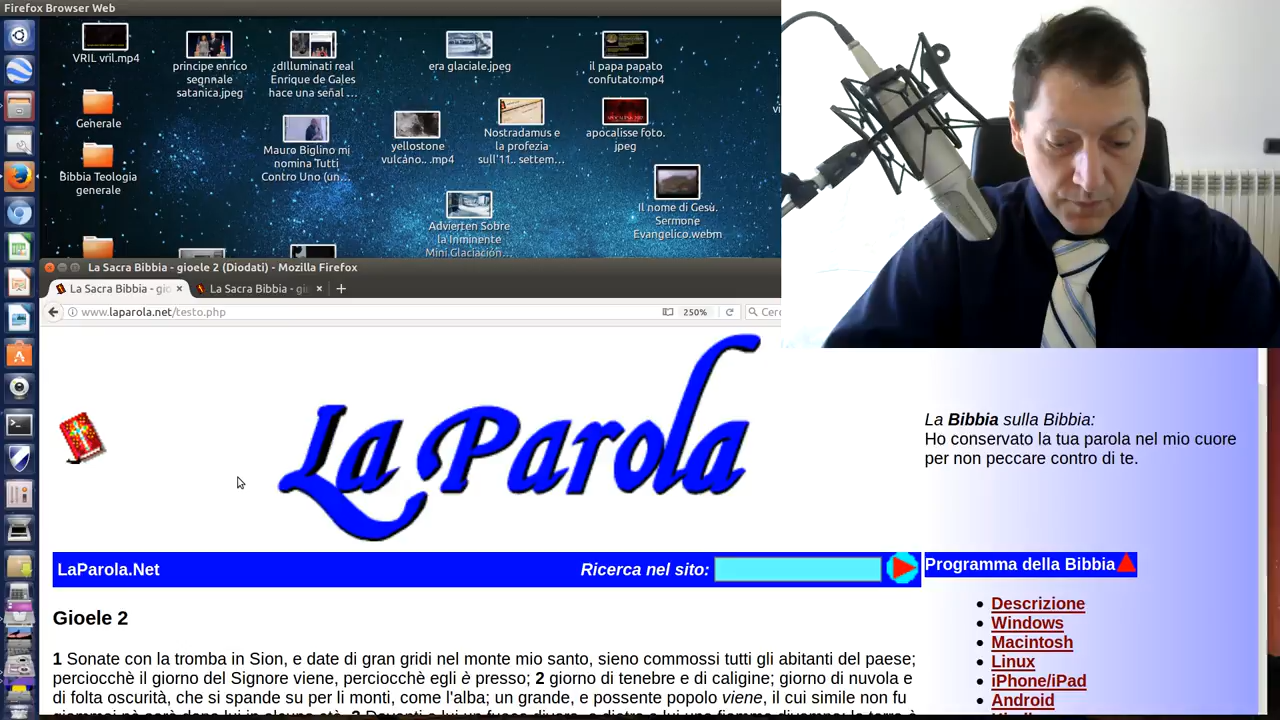 Firefox Browser Web
VRIL vril.mp4
principe enrico
segnnale
satanica.jpeg
¿dIlluminati real
Enrique de Gales
hace una señal ...
era glaciale.jpeg
il papa papato
confutato:mp4
Generale
Mauro Biglino mi
nomina Tutti
Contro Uno (un...
yellostone
vulcáno.. .mp4
Nostradamus e
la profezia
sull'11.. settem...
apocalisse foto.
jpeg
Bibbia Teologia
generale
Advierten Sobre
la Inminente
Mini Glaciación...
Il nome di Gesù.
Sermone
Evangelico.webm
La Sacra Bibbia - gioele 2 (Diodati) - Mozilla Firefox
La Sacra Bibbia - gio
La Sacra Bibbia - gi
www.laparola.net/testo.php
250%
Cer
La Parola
La Bibbia sulla Bibbia:
Ho conservato la tua parola nel mio cuore
per non peccare contro di te.
LaParola.Net
Ricerca nel sito:
Programma della Bibbia
Descrizione
Windows
Macintosh
Linux
iPhone/iPad
Android
Gioele 2
1 Sonate con la tromba in Sion, e date di gran gridi nel monte mio santo, sieno commossi tutti gli abitanti del paese;
perciocchè il giorno del Signore viene, perciocchè egli è presso; 2 giorno di tenebre e di caligine; giorno di nuvola e
di folta oscurità, che si spande su per li monti, come l'alba; un grande, e possente popolo viene, il cui simile non fu